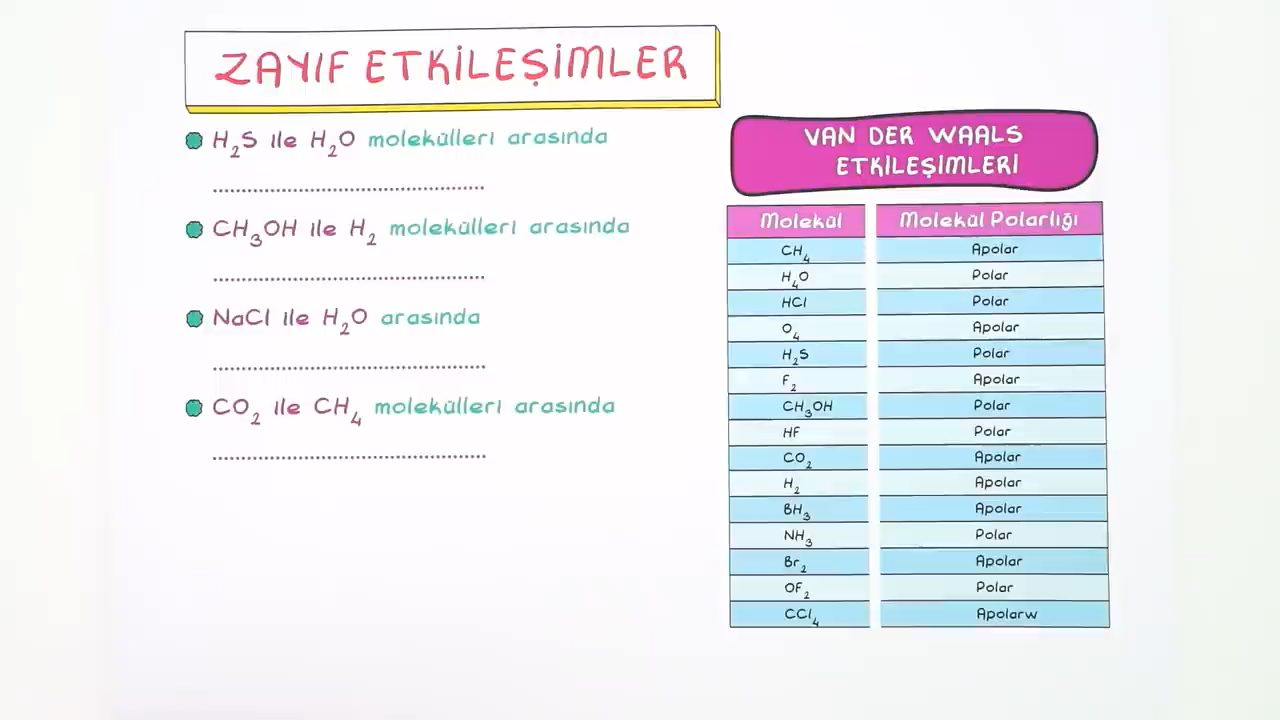 ZAYIF ETKİLEŞİMLER
H₂S ile H₂O molekülleri arasında
......................................................
CH₃OH ile H₂ molekülleri arasında
......................................................
NaCl ile H₂O arasında
......................................................
CO₂ ile CH₄ molekülleri arasında
......................................................
VAN DER WAALS
ETKİLEŞİMLERİ
Molekül Molekül Polarlığı
CH₄ Apolar
H₄O Polar
HCl Polar
O₄ Apolar
H₂S Polar
F₂ Apolar
CH₃OH Polar
HF Polar
CO₂ Apolar
H₂ Apolar
BH₃ Apolar
NH₃ Polar
Br₂ Apolar
OF₂ Polar
CCl₄ Apolarw